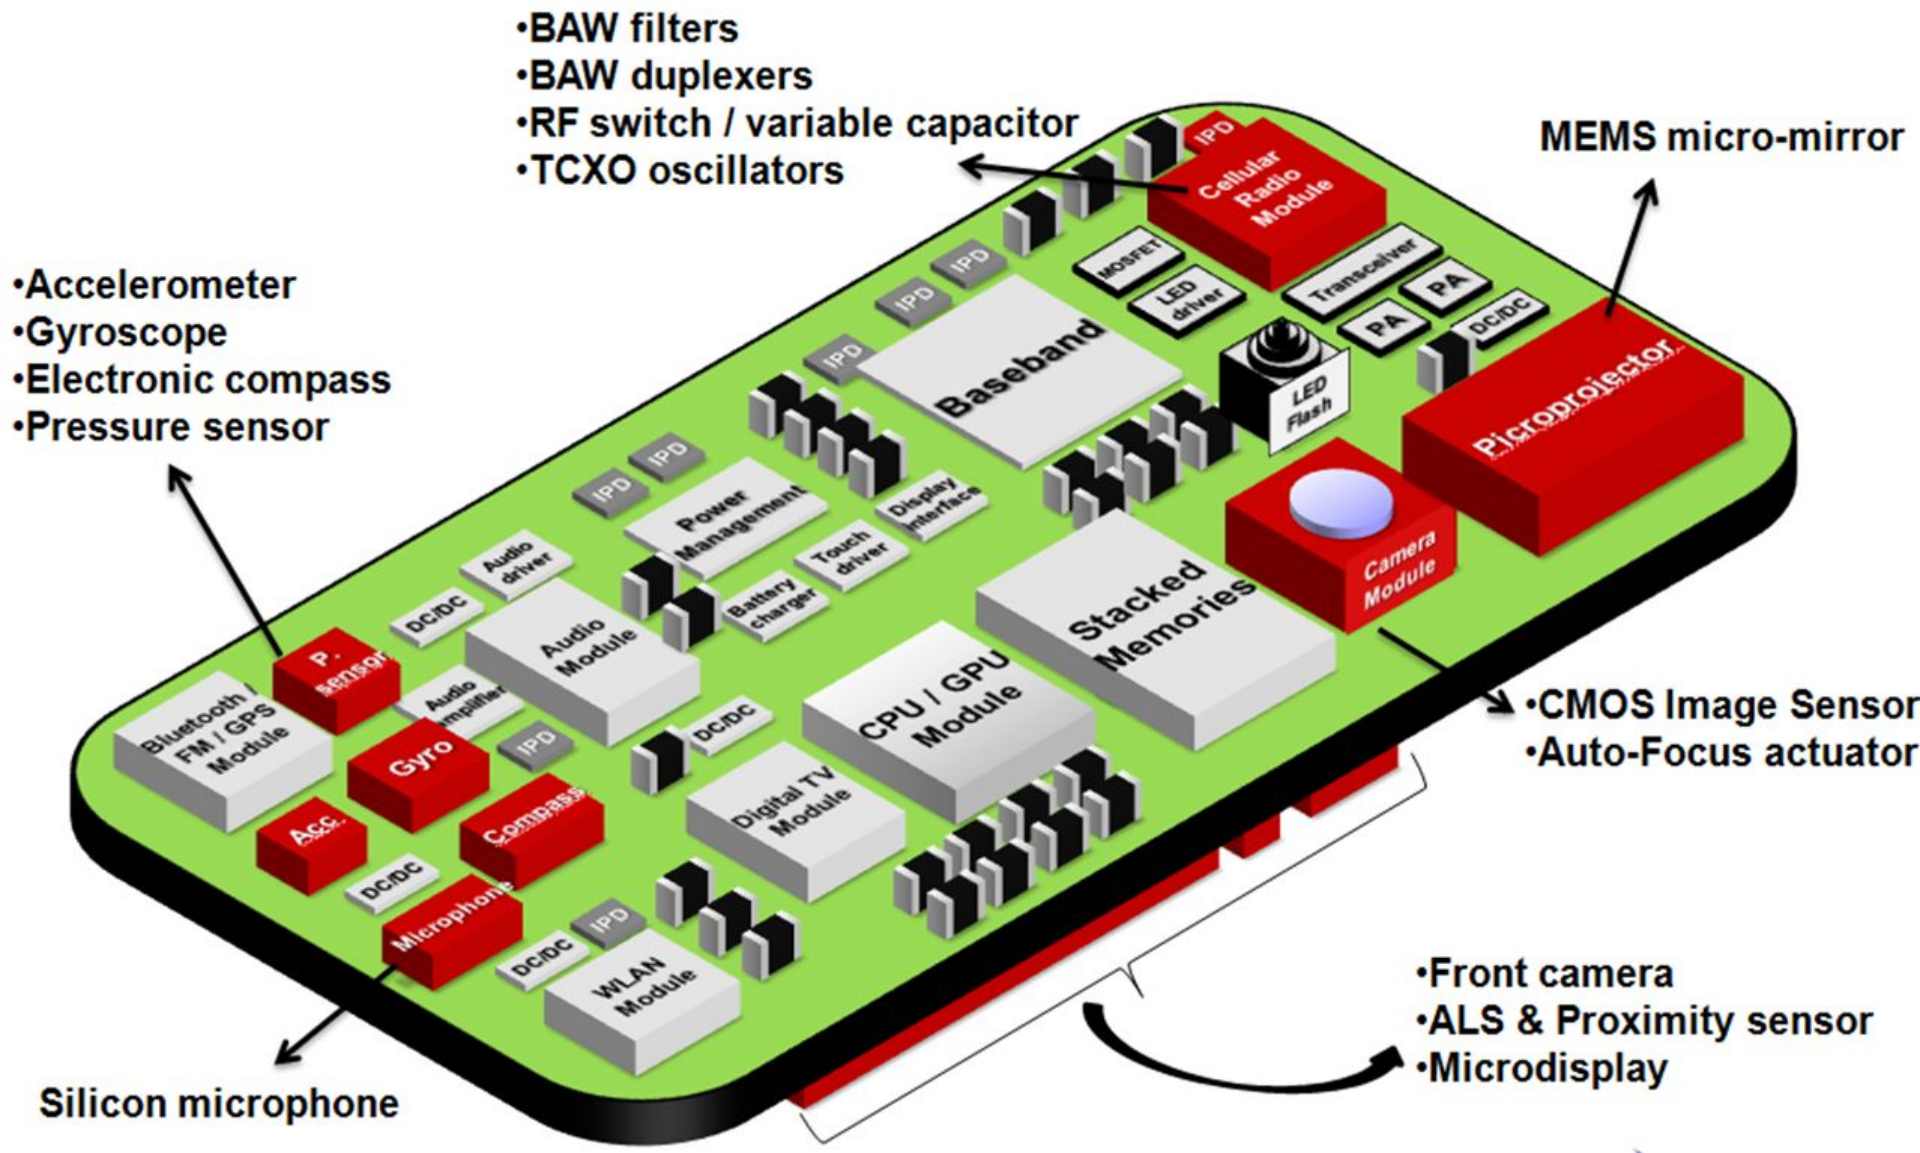 •BAW filters
•BAW duplexers
•RF switch / variable capacitor
•TCXO oscillators
MEMS micro-mirror
•Accelerometer
•Gyroscope
•Electronic compass
•Pressure sensor
IPD
Cellular
Radio
Module
MOSFET
LED
driver
Transceiver
PA
PA
DC/DC
IPD
IPD
IPD
Baseband
LED
Flash
Picroprojector
Camera
Module
IPD
IPD
Power
Management
Display
Interface
Touch
driver
Battery
charger
Audio
driver
DC/DC
Audio
Module
Stacked
Memories
CPU / GPU
Module
P.
sensor
Bluetooth /
FM / GPS
Module
Audio
amplifier
Gyro
IPD
DC/DC
Digital TV
Module
Acc.
Compass
DC/DC
Microphone
IPD
DC/DC
WLAN
Module
•CMOS Image Sensor
•Auto-Focus actuator
•Front camera
•ALS & Proximity sensor
•Microdisplay
Silicon microphone